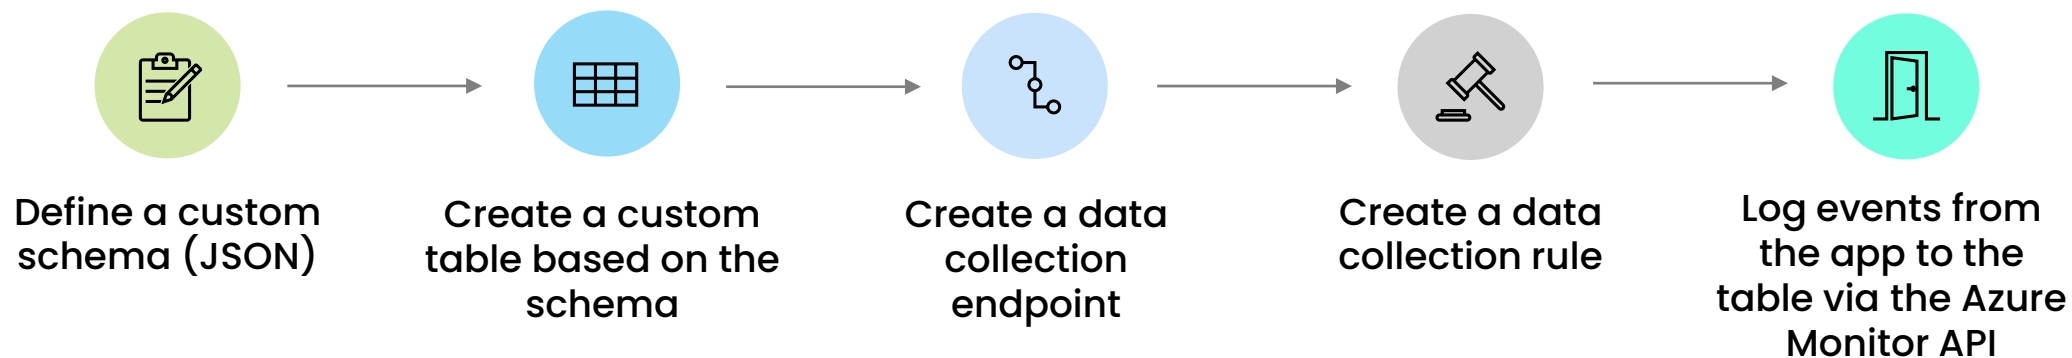 Define a custom
schema (JSON)
Create a custom
table based on the
schema
Create a data
collection
endpoint
Create a data
collection rule
Log events from
the app to the
table via the Azure
Monitor API